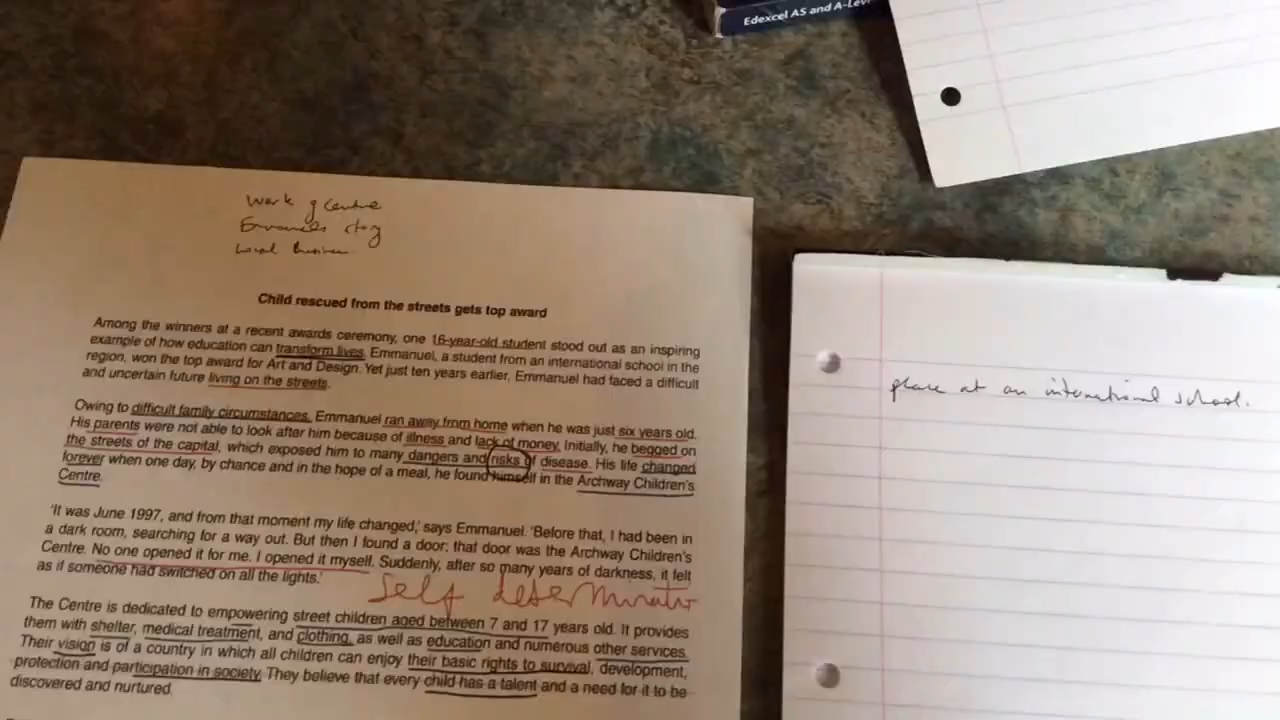 Edexcel AS and A-Lev
Work of Centre
story
Local business
Child rescued from the streets gets top award
Among the winners at a recent awards ceremony, one 16-year-old student stood out as an inspiring
example of how education can transform lives. Emmanuel, a student from an international school in the
region, won the top award for Art and Design. Yet just ten years earlier, Emmanuel had faced a difficult
and uncertain future living on the streets.
Owing to difficult family circumstances, Emmanuel ran away from home when he was just six years old.
His parents were not able to look after him because of illness and lack of money. Initially, he begged on
the streets of the capital, which exposed him to many dangers and risks of disease. His life changed
forever when one day, by chance and in the hope of a meal, he found himself in the Archway Children's
Centre.
'It was June 1997, and from that moment my life changed,' says Emmanuel. 'Before that, I had been in
a dark room, searching for a way out. But then I found a door; that door was the Archway Children's
Centre. No one opened it for me. I opened it myself. Suddenly, after so many years of darkness, it felt
as if someone had switched on all the lights.'
Self
The Centre is dedicated to empowering street children aged between 7 and 17 years old. It provides
them with shelter, medical treatment, and clothing, as well as education and numerous other services.
Their vision is of a country in which all children can enjoy their basic rights to survival, development,
protection and participation in society. They believe that every child has a talent and a need for it to be
discovered and nurtured.
place at an international school.